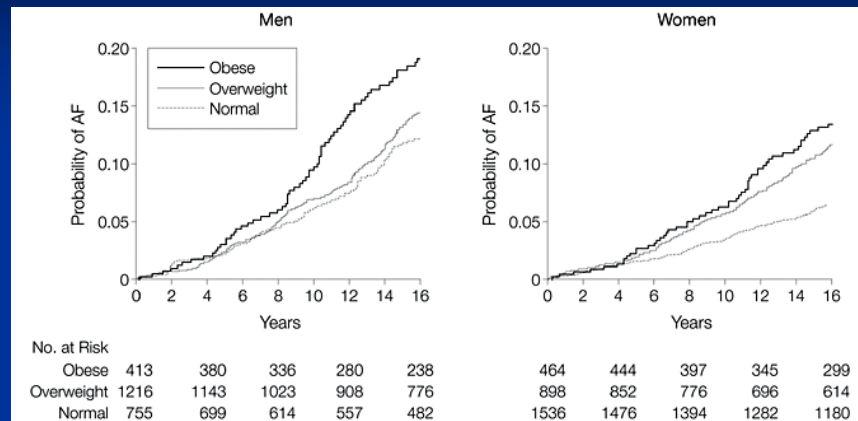 Men
Women
0.20
0.15
0.10
0.05
0
Probability of AF
Obese
Overweight
Normal
0 2 4 6 8 10 12 14 16
Years
0.20
0.15
0.10
0.05
0
Probability of AF
0 2 4 6 8 10 12 14 16
Years
No. at Risk
Obese 413 380 336 280 238 464 444 397 345 299
Overweight 1216 1143 1023 908 776 898 852 776 696 614
Normal 755 699 614 557 482 1536 1476 1394 1282 1180